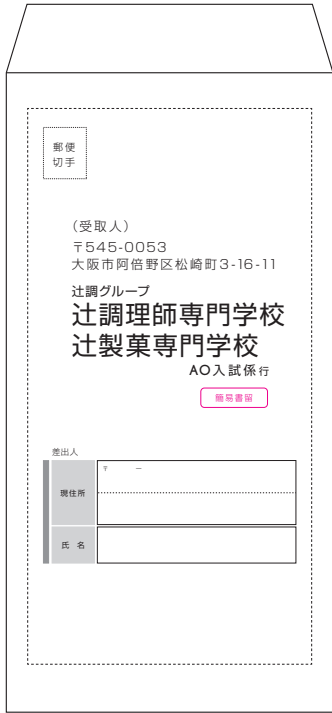 郵便
切手
（受取人）
〒545-0053
大阪市阿倍野区松崎町3-16-11
辻調グループ
辻調理師専門学校
辻製菓専門学校
AO入試係行
簡易書留
差出人
〒　－
現住所
氏 名